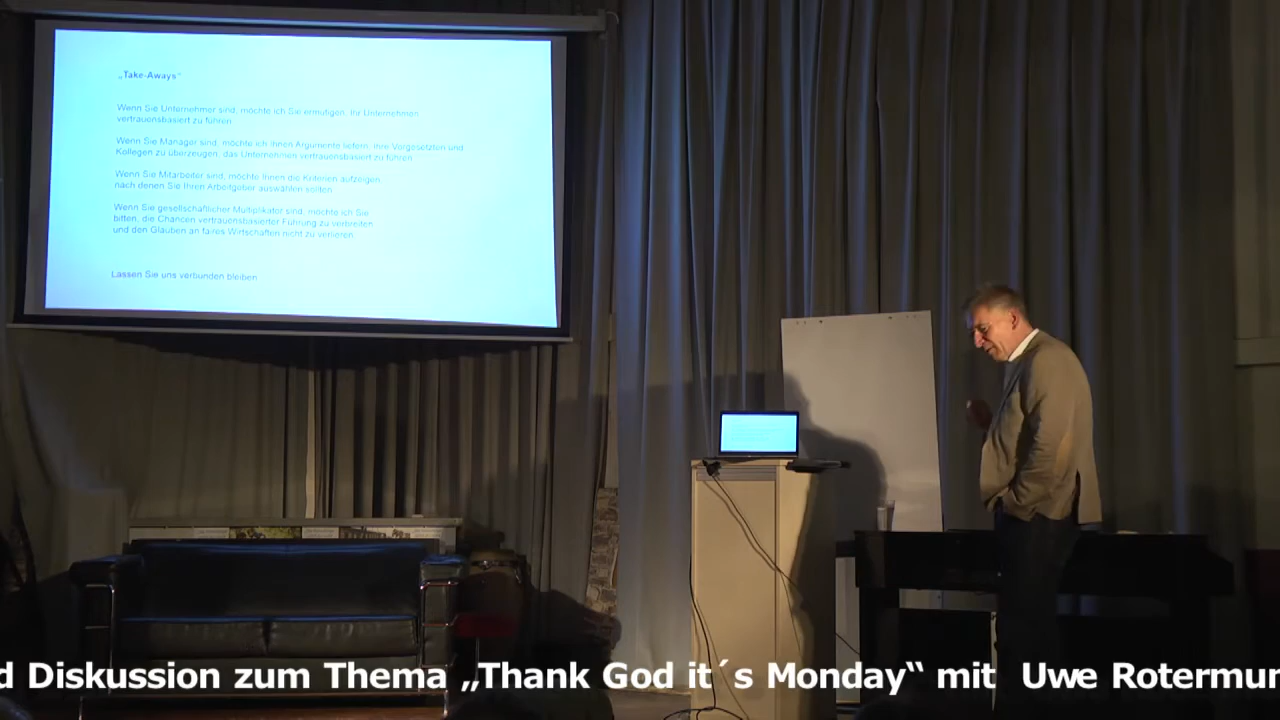 „Take-Aways“
Wenn Sie Unternehmer sind, möchte ich Sie ermutigen, Ihr Unternehmen
vertrauensbasiert zu führen.
Wenn Sie Manager sind, möchte ich Ihnen Argumente liefern, Ihre Vorgesetzten und
Kollegen zu überzeugen, das Unternehmen vertrauensbasiert zu führen.
Wenn Sie Mitarbeiter sind, möchte Ihnen die Kriterien aufzeigen,
nach denen Sie Ihren Arbeitgeber auswählen sollten.
Wenn Sie gesellschaftlicher Multiplikator sind, möchte ich Sie
bitten, die Chancen vertrauensbasierter Führung zu verbreiten
und den Glauben an faires Wirtschaften nicht zu verlieren.
Lassen Sie uns verbunden bleiben
d Diskussion zum Thema „Thank God it´s Monday“ mit Uwe Rotermun